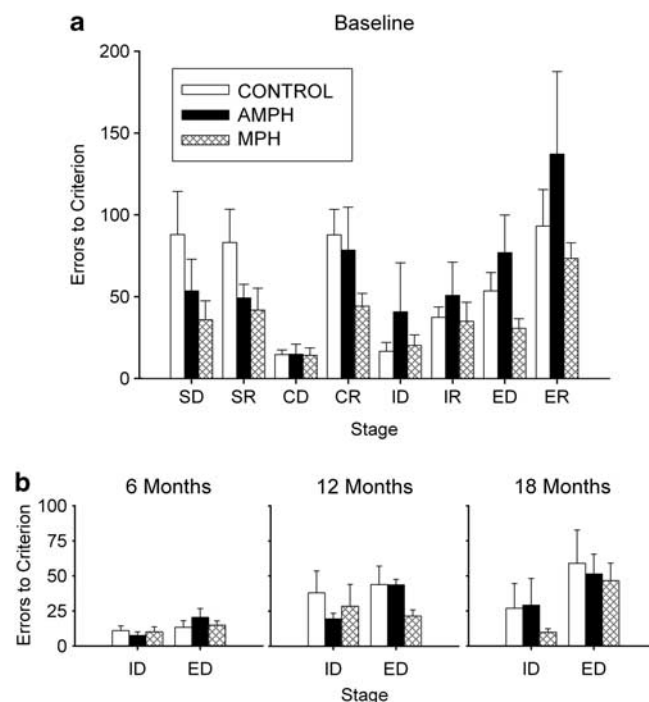 a
Baseline
200
150
100
50
0
Errors to Criterion
CONTROL
AMPH
MPH
SD SR CD CR ID IR ED ER
Stage
b
6 Months 12 Months 18 Months
100
75
50
25
0
Errors to Criterion
ID ED ID ED ID ED
Stage